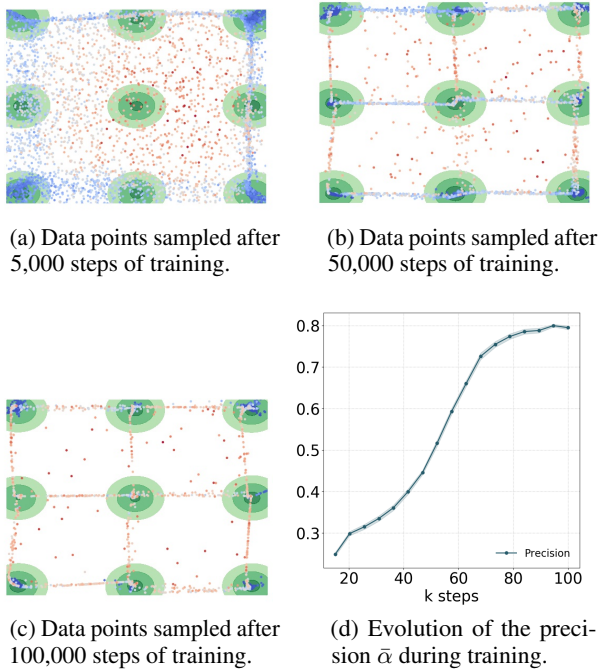 (a) Data points sampled after
5,000 steps of training.
(b) Data points sampled after
50,000 steps of training.
0.8
0.7
0.6
0.5
0.4
0.3
20 40 60 80 100
k steps
Precision
(c) Data points sampled after
100,000 steps of training.
(d) Evolution of the preci-
sion ᾱ during training.